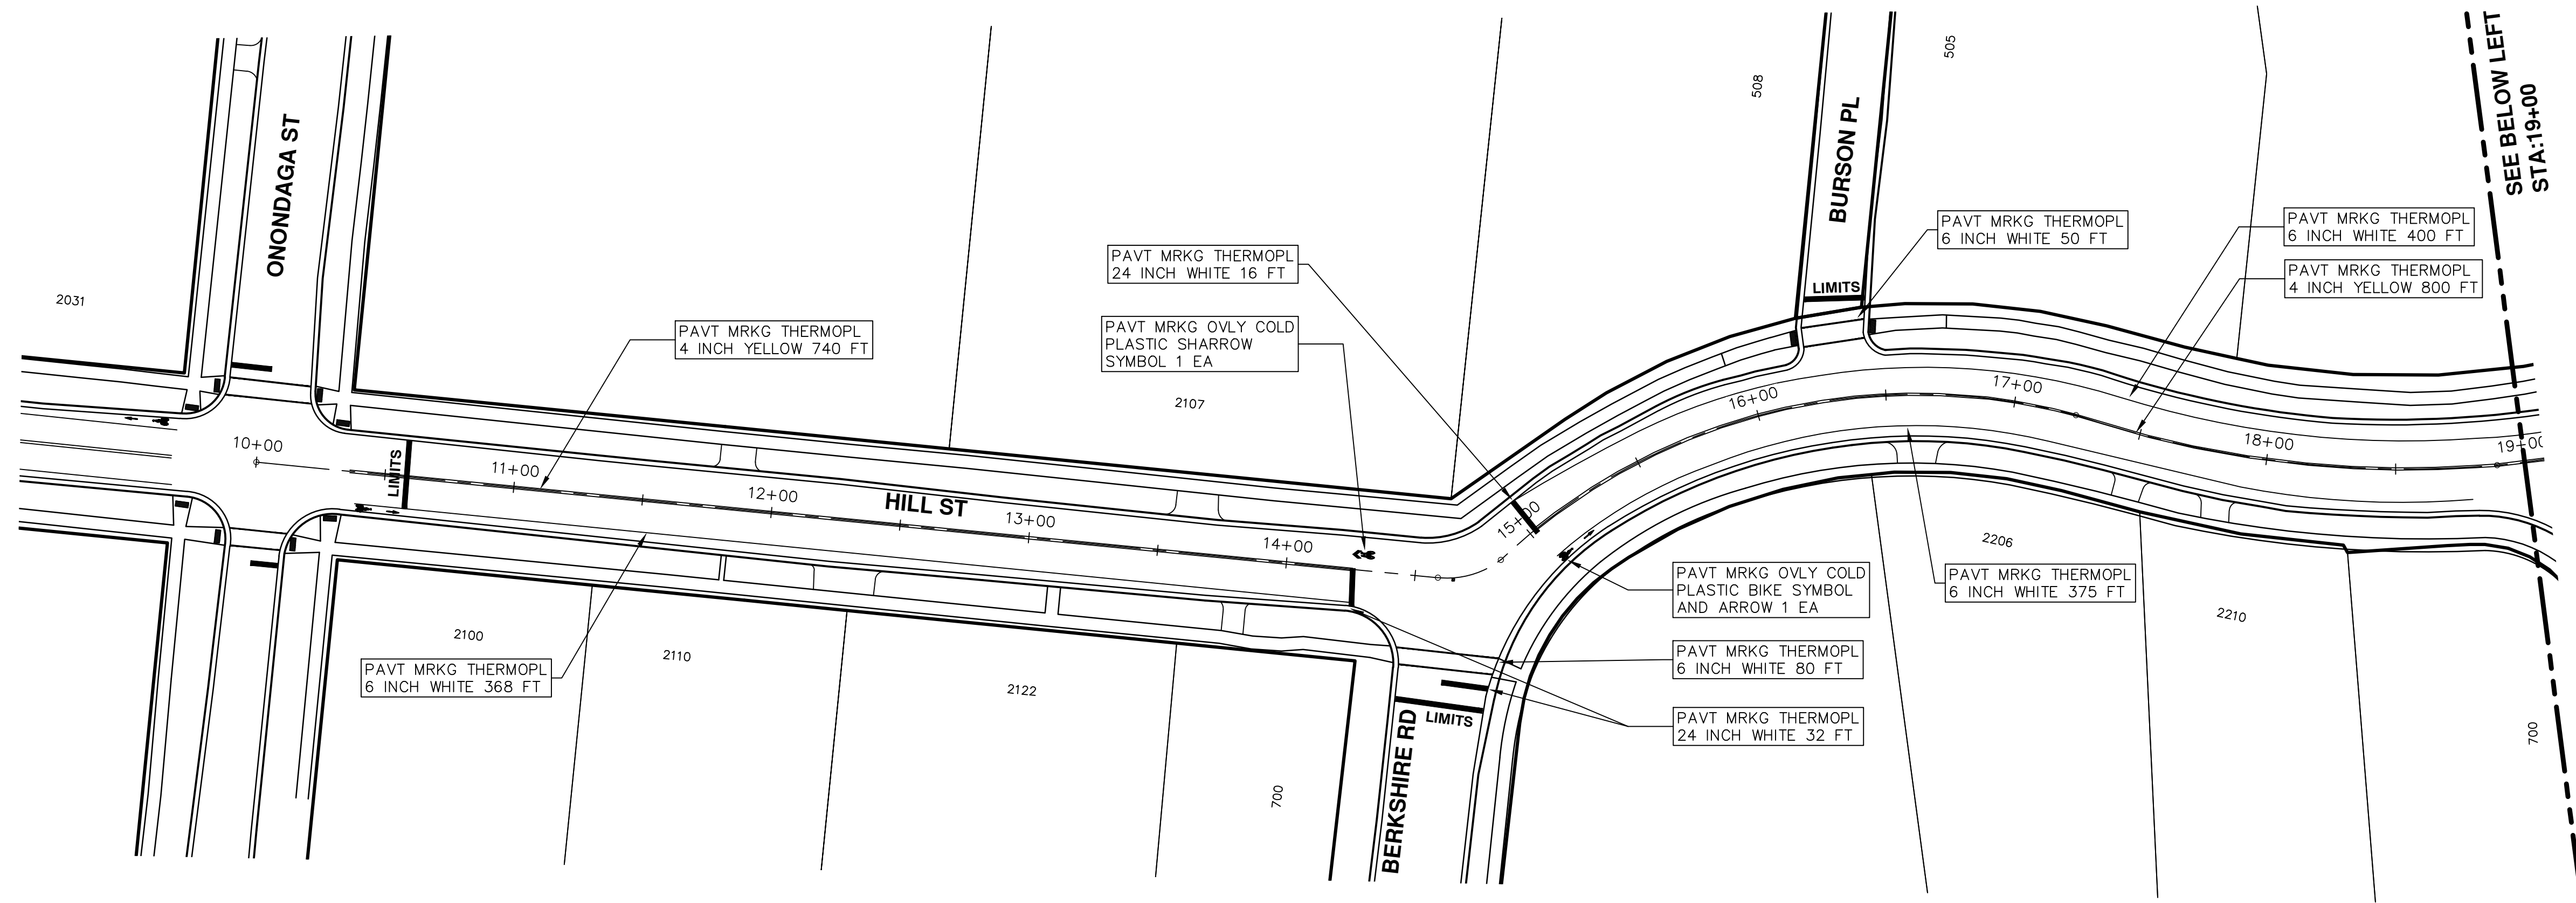 ONONDAGA ST
2031
508
BURSON PL
505
SEE BELOW LEFT
STA:19+00
PAVT MRKG THERMOPL
24 INCH WHITE 16 FT
PAVT MRKG THERMOPL
6 INCH WHITE 50 FT
PAVT MRKG THERMOPL
6 INCH WHITE 400 FT
PAVT MRKG THERMOPL
4 INCH YELLOW 800 FT
LIMITS
PAVT MRKG THERMOPL
4 INCH YELLOW 740 FT
PAVT MRKG OVLY COLD
PLASTIC SHARROW
SYMBOL 1 EA
2107
10+00
LIMITS
11+00
12+00
HILL ST
13+00
14+00
15+00
16+00
17+00
18+00
19+00
2206
PAVT MRKG OVLY COLD
PLASTIC BIKE SYMBOL
AND ARROW 1 EA
PAVT MRKG THERMOPL
6 INCH WHITE 375 FT
2210
2100
2110
2122
PAVT MRKG THERMOPL
6 INCH WHITE 368 FT
PAVT MRKG THERMOPL
6 INCH WHITE 80 FT
PAVT MRKG THERMOPL
24 INCH WHITE 32 FT
LIMITS
BERKSHIRE RD
700
700